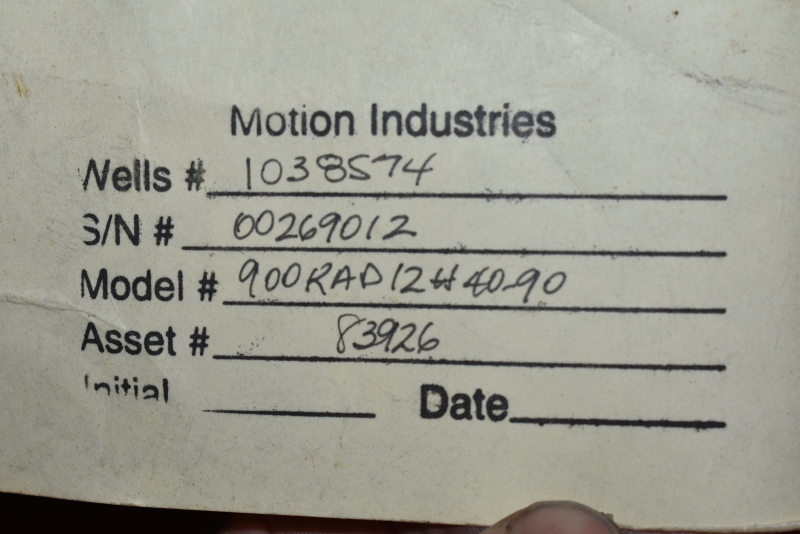 Motion Industries
Wells # 1038574
S/N # 00269012
Model # 900RAD12H40-90
Asset # 83926
Initial
Date